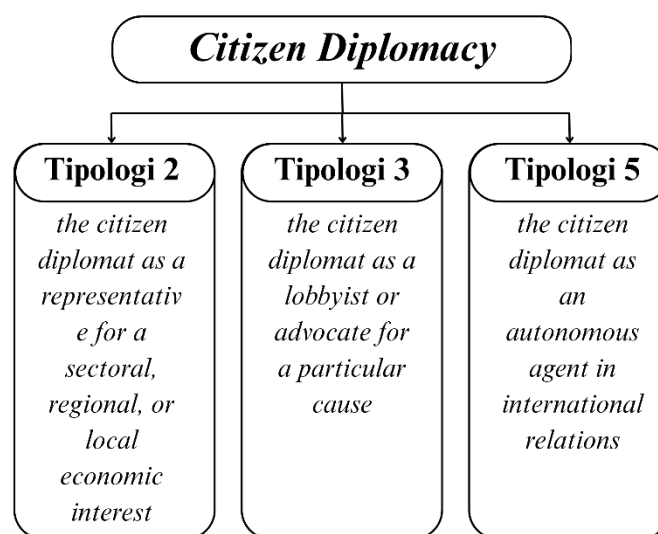 Citizen Diplomacy
Tipologi 2
the citizen
diplomat as a
representativ
e for a
sectoral,
regional, or
local
economic
interest
Tipologi 3
the citizen
diplomat as a
lobbyist or
advocate for
a particular
cause
Tipologi 5
the citizen
diplomat as
an
autonomous
agent in
international
relations